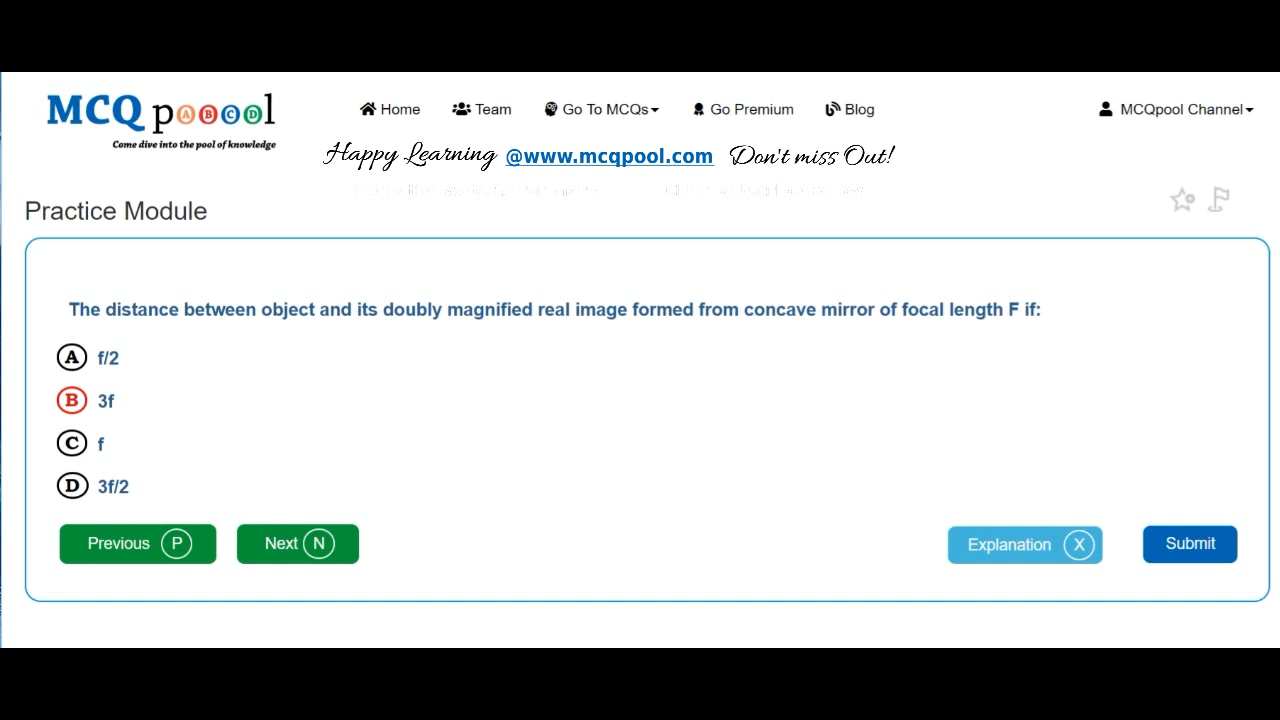 MCQ pABCDl
Come dive into the pool of knowledge
Home Team Go To MCQs Go Premium Blog MCQpool Channel
Happy Learning @www.mcqpool.com Don't miss Out!
Practice Module
The distance between object and its doubly magnified real image formed from concave mirror of focal length F if:
A f/2
B 3f
C f
D 3f/2
Previous P Next N Explanation X Submit